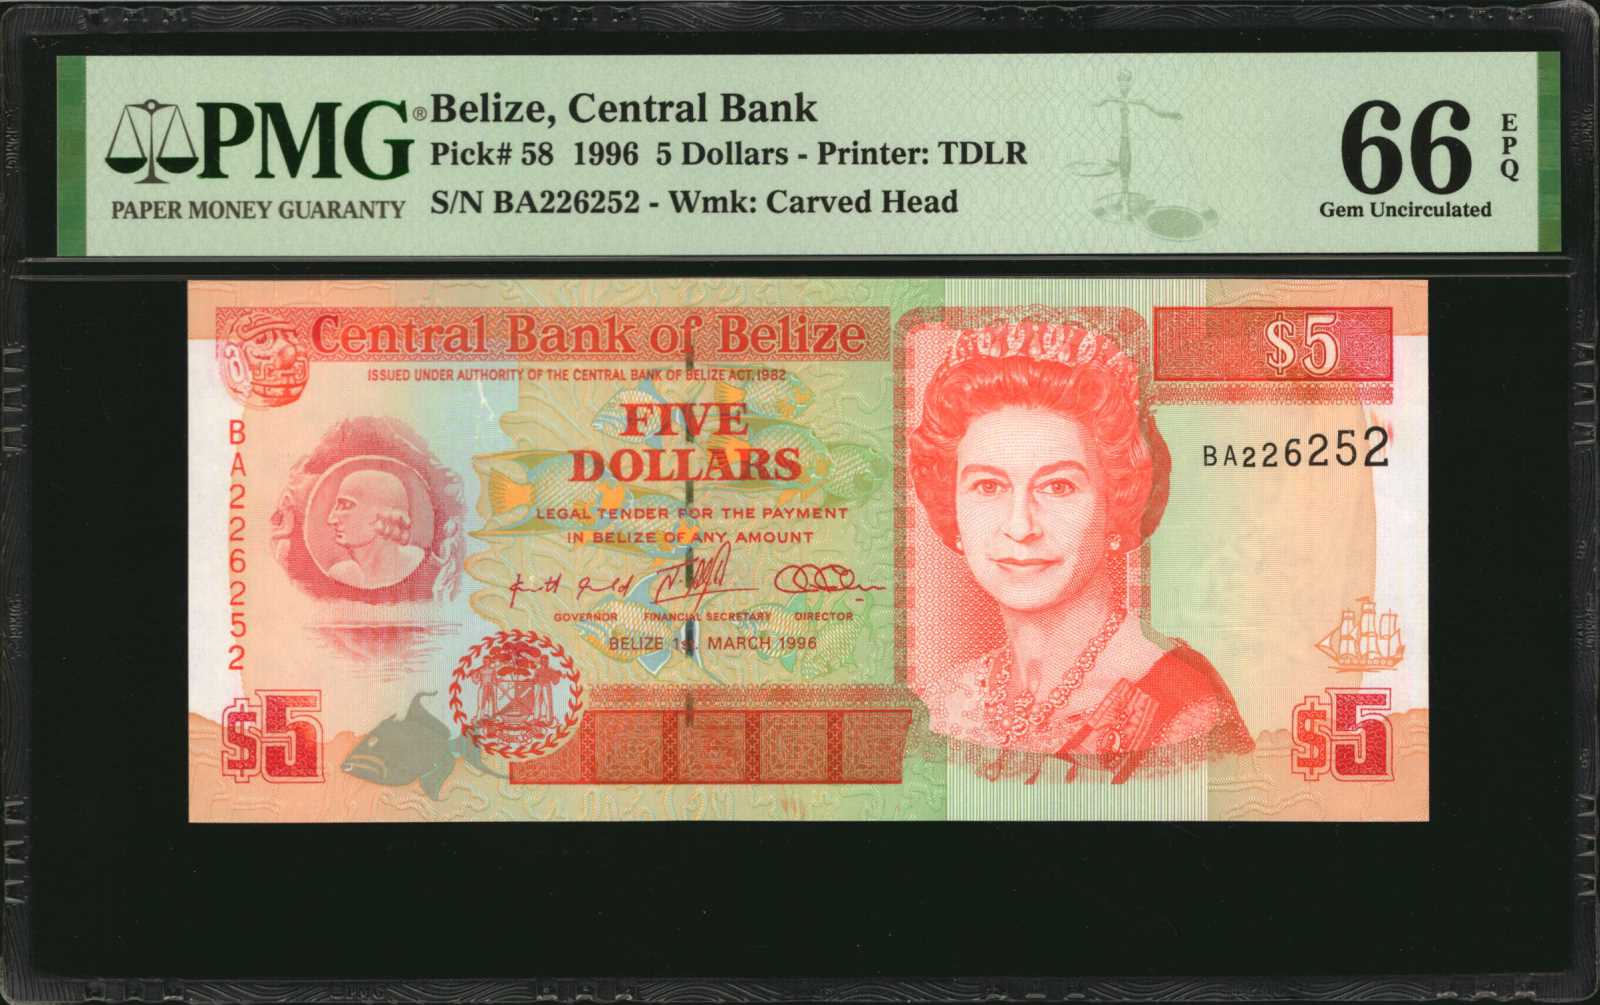 PMG®
PAPER MONEY GUARANTY
Belize, Central Bank
Pick# 58 1996 5 Dollars - Printer: TDLR
S/N BA226252 - Wmk: Carved Head
66 EPQ
Gem Uncirculated
Central Bank of Belize
$5
ISSUED UNDER AUTHORITY OF THE CENTRAL BANK OF BELIZE ACT, 1982
FIVE
DOLLARS
BA226252
BA226252
LEGAL TENDER FOR THE PAYMENT
IN BELIZE OF ANY AMOUNT
GOVERNOR FINANCIAL SECRETARY DIRECTOR
BELIZE 1st. MARCH 1996
$5
$5
PMG